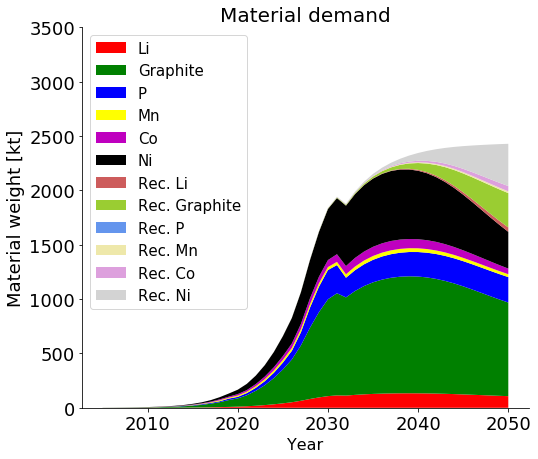 Material demand
Material weight [kt]
3500
3000
2500
2000
1500
1000
500
0
Li
Graphite
P
Mn
Co
Ni
Rec. Li
Rec. Graphite
Rec. P
Rec. Mn
Rec. Co
Rec. Ni
2010 2020 2030 2040 2050
Year